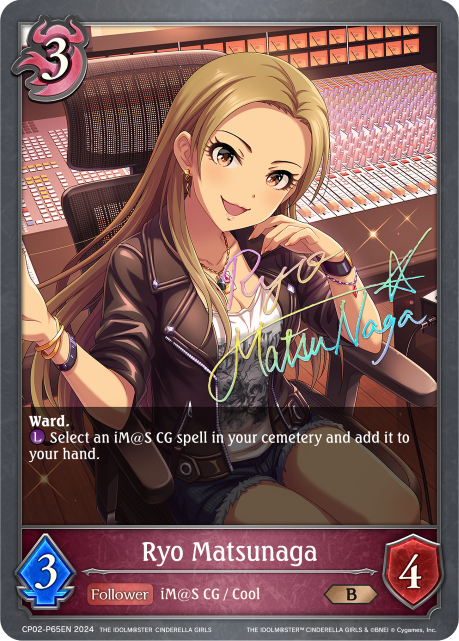 3
Ryo
MatsuNaga
Ward.
L Select an iM@S CG spell in your cemetery and add it to
your hand.
Ryo Matsunaga
3
Follower iM@S CG / Cool
B
4
CP02-P65EN 2024 THE IDOLM@STER CINDERELLA GIRLS THE IDOLM@STER™ CINDERELLA GIRLS & ©BNEI © Cygames, Inc.